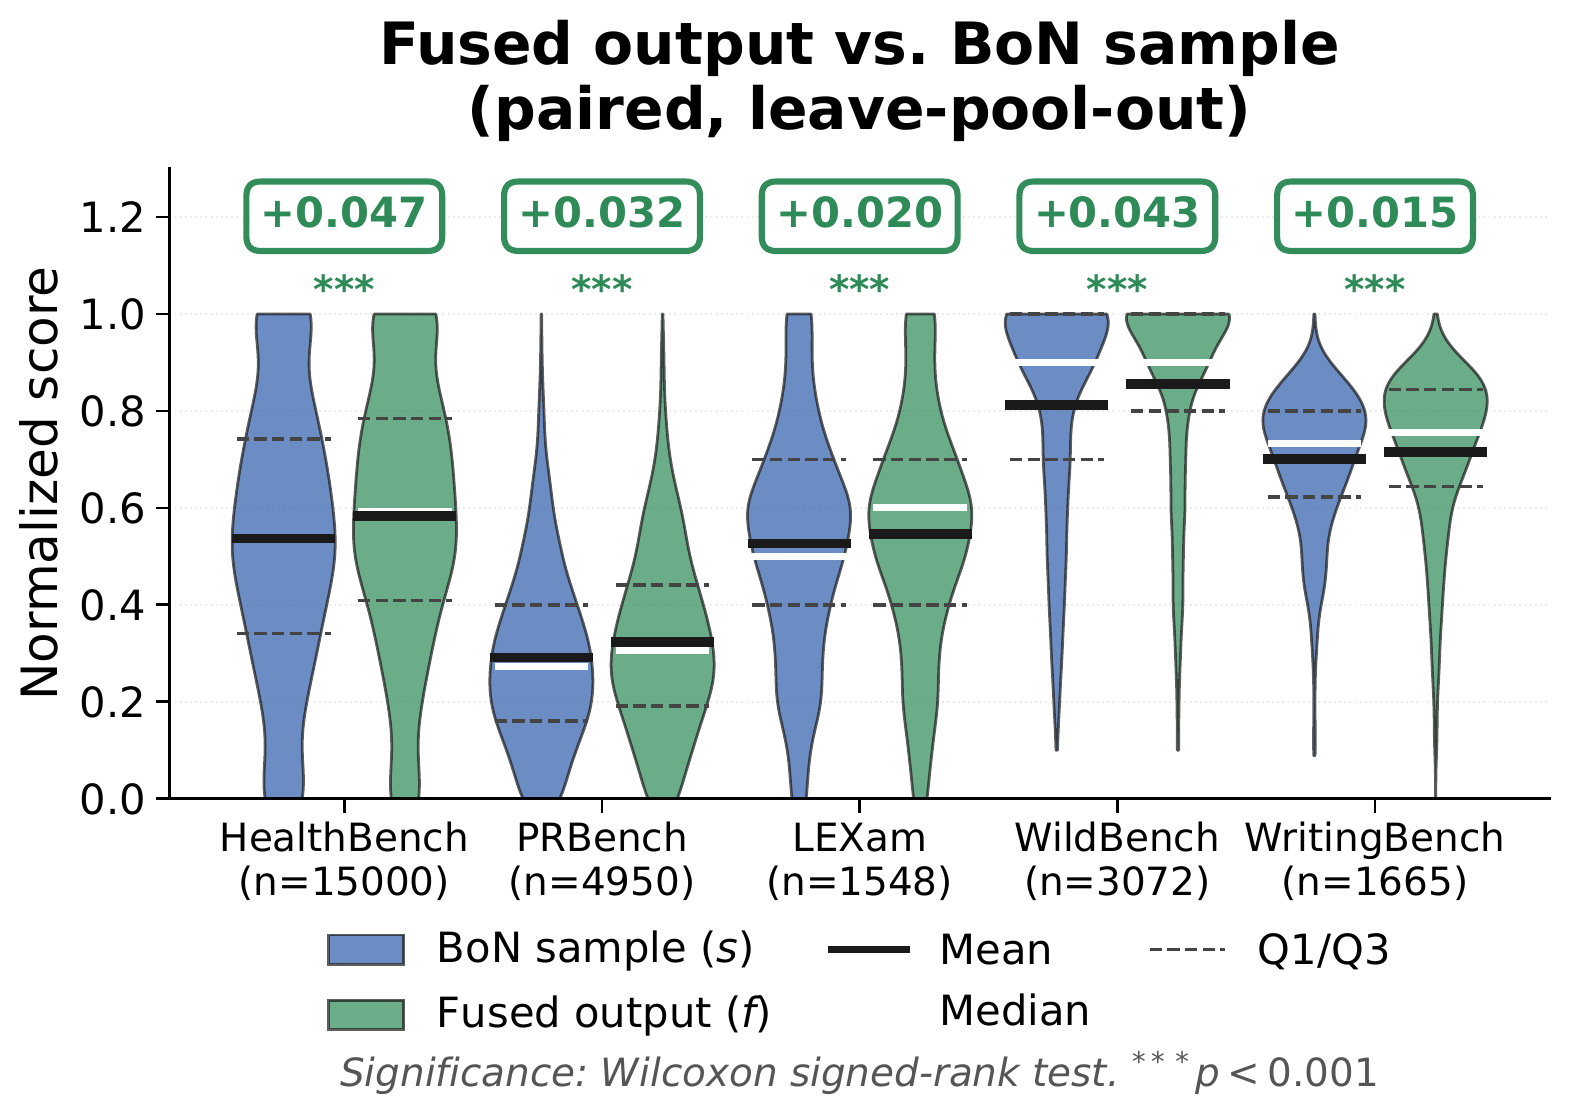 Fused output vs. BoN sample
(paired, leave-pool-out)
+0.047 +0.032 +0.020 +0.043 +0.015
*** *** *** *** ***
Normalized score
1.2
1.0
0.8
0.6
0.4
0.2
0.0
HealthBench PRBench LEXam WildBench WritingBench
(n=15000) (n=4950) (n=1548) (n=3072) (n=1665)
BoN sample (s) Mean Q1/Q3
Fused output (f) Median
Significance: Wilcoxon signed-rank test. ***p < 0.001